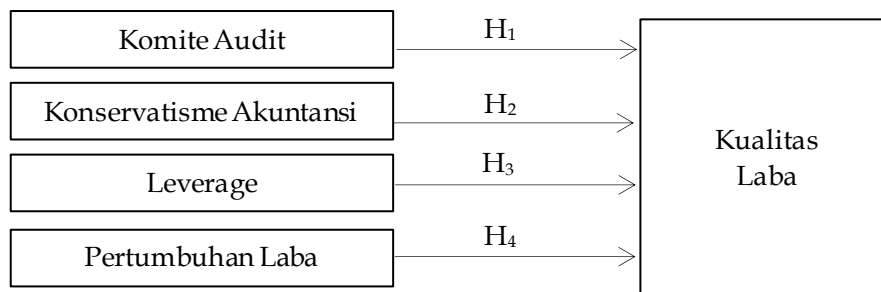 Komite Audit
H₁
Konservatisme Akuntansi
H₂
Leverage
H₃
Pertumbuhan Laba
H₄
Kualitas
Laba